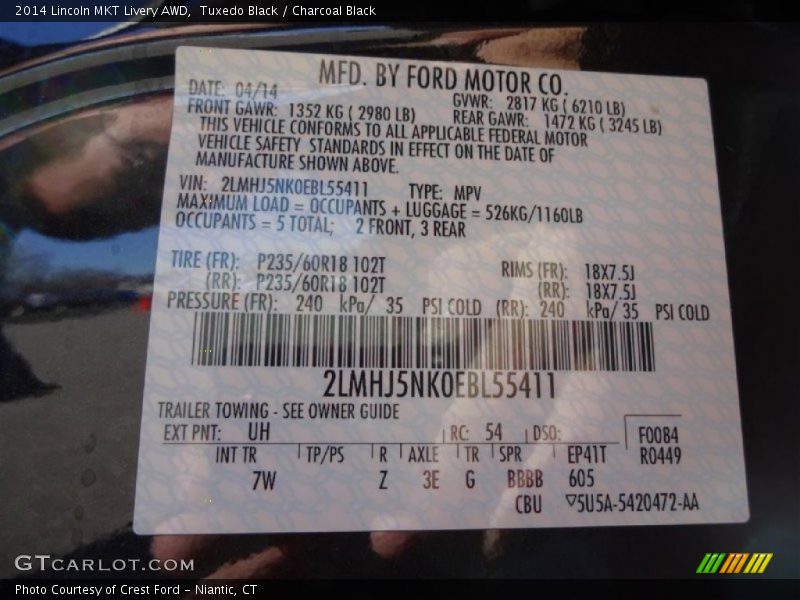 2014 Lincoln MKT Livery AWD, Tuxedo Black / Charcoal Black
MFD. BY FORD MOTOR CO.
DATE: 04/14 GVWR: 2817 KG ( 6210 LB)
FRONT GAWR: 1352 KG ( 2980 LB) REAR GAWR: 1472 KG ( 3245 LB)
THIS VEHICLE CONFORMS TO ALL APPLICABLE FEDERAL MOTOR
VEHICLE SAFETY STANDARDS IN EFFECT ON THE DATE OF
MANUFACTURE SHOWN ABOVE.
VIN: 2LMHJ5NK0EBL55411 TYPE: MPV
MAXIMUM LOAD = OCCUPANTS + LUGGAGE = 526KG/1160LB
OCCUPANTS = 5 TOTAL; 2 FRONT, 3 REAR
TIRE (FR): P235/60R18 102T RIMS (FR): 18X7.5J
(RR): P235/60R18 102T (RR): 18X7.5J
PRESSURE (FR): 240 kPa/ 35 PSI COLD (RR): 240 kPa/ 35 PSI COLD
2LMHJ5NK0EBL55411
TRAILER TOWING - SEE OWNER GUIDE
EXT PNT: UH RC: 54 DSO: F0084
INT TR TP/PS R AXLE TR SPR EP41T R0449
7W Z 3E G BBBB 605
CBU ▽5U5A-5420472-AA
GTCARLOT.COM
Photo Courtesy of Crest Ford - Niantic, CT